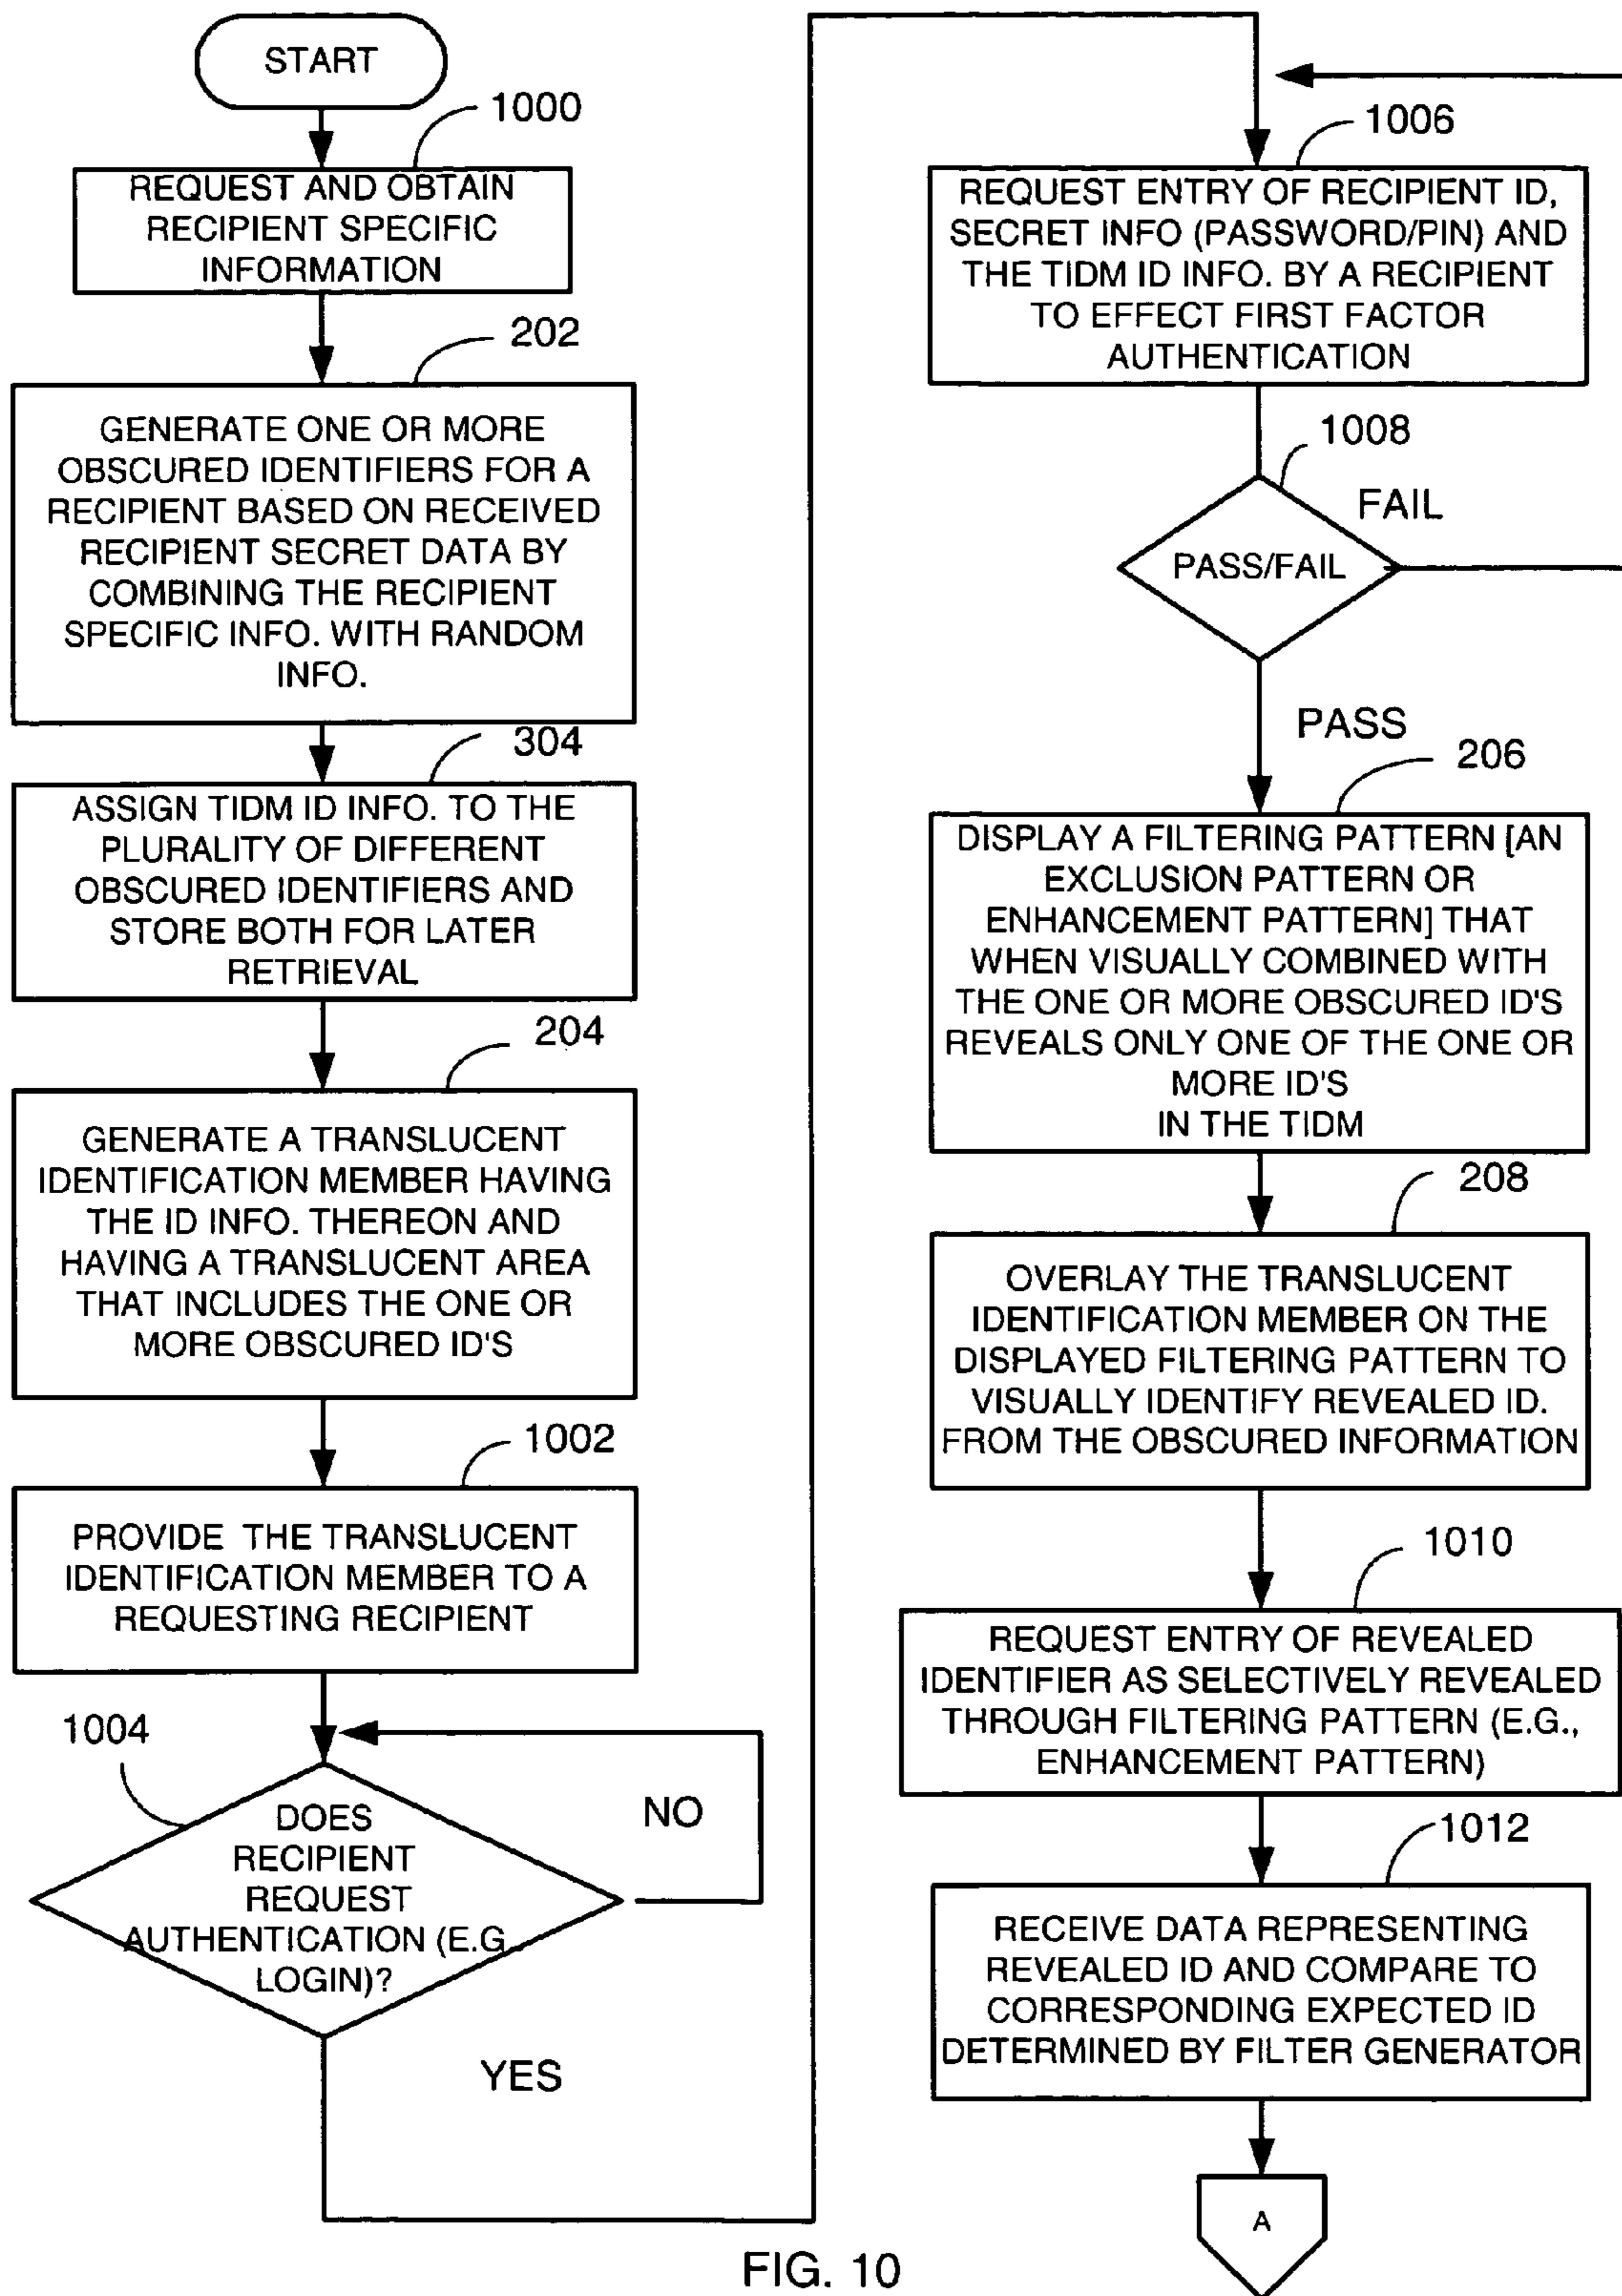 START
1000
REQUEST AND OBTAIN
RECIPIENT SPECIFIC
INFORMATION
202
GENERATE ONE OR MORE
OBSCURED IDENTIFIERS FOR A
RECIPIENT BASED ON RECEIVED
RECIPIENT SECRET DATA BY
COMBINING THE RECIPIENT
SPECIFIC INFO. WITH RANDOM
INFO.
304
ASSIGN TIDM ID INFO. TO THE
PLURALITY OF DIFFERENT
OBSCURED IDENTIFIERS AND
STORE BOTH FOR LATER
RETRIEVAL
204
GENERATE A TRANSLUCENT
IDENTIFICATION MEMBER HAVING
THE ID INFO. THEREON AND
HAVING A TRANSLUCENT AREA
THAT INCLUDES THE ONE OR
MORE OBSCURED ID'S
1002
PROVIDE THE TRANSLUCENT
IDENTIFICATION MEMBER TO A
REQUESTING RECIPIENT
1004
DOES
RECIPIENT
REQUEST
AUTHENTICATION (E.G.
LOGIN)?
NO
YES
1006
REQUEST ENTRY OF RECIPIENT ID,
SECRET INFO (PASSWORD/PIN) AND
THE TIDM ID INFO. BY A RECIPIENT
TO EFFECT FIRST FACTOR
AUTHENTICATION
1008
FAIL
PASS/FAIL
PASS
206
DISPLAY A FILTERING PATTERN [AN
EXCLUSION PATTERN OR
ENHANCEMENT PATTERN] THAT
WHEN VISUALLY COMBINED WITH
THE ONE OR MORE OBSCURED ID'S
REVEALS ONLY ONE OF THE ONE OR
MORE ID'S
IN THE TIDM
208
OVERLAY THE TRANSLUCENT
IDENTIFICATION MEMBER ON THE
DISPLAYED FILTERING PATTERN TO
VISUALLY IDENTIFY REVEALED ID.
FROM THE OBSCURED INFORMATION
1010
REQUEST ENTRY OF REVEALED
IDENTIFIER AS SELECTIVELY REVEALED
THROUGH FILTERING PATTERN (E.G.,
ENHANCEMENT PATTERN)
1012
RECEIVE DATA REPRESENTING
REVEALED ID AND COMPARE TO
CORRESPONDING EXPECTED ID
DETERMINED BY FILTER GENERATOR
A
FIG. 10